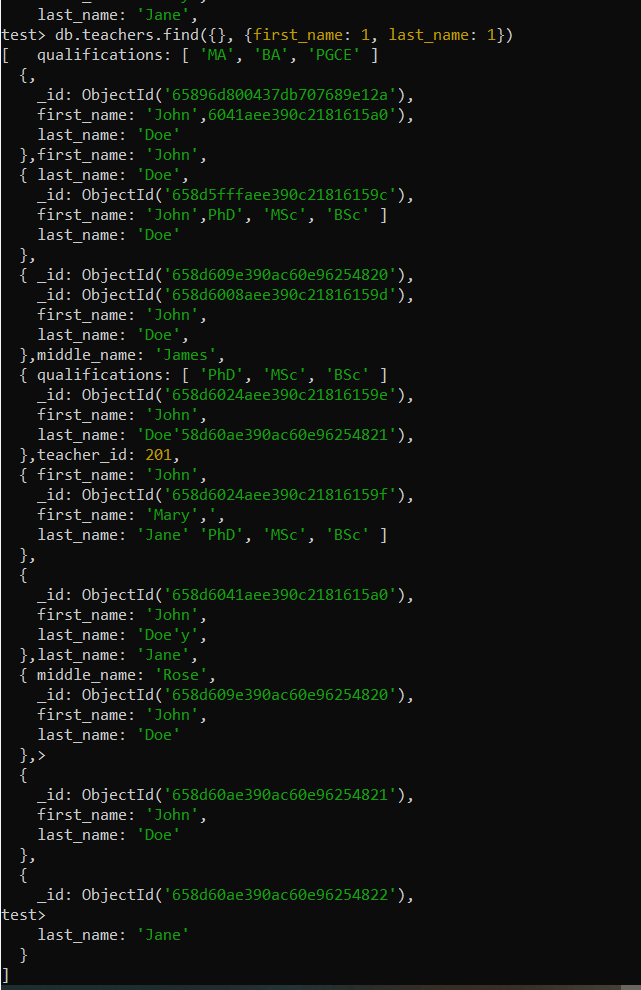 last_name: 'Jane',
test> db.teachers.find({}, {first_name: 1, last_name: 1})
[   qualifications: [ 'MA', 'BA', 'PGCE' ]
  {,
    _id: ObjectId('65896d800437db707689e12a'),
    first_name: 'John',6041aee390c2181615a0'),
    last_name: 'Doe'
  },first_name: 'John',
  { last_name: 'Doe',
    _id: ObjectId('658d5fffaee390c21816159c'),
    first_name: 'John',PhD', 'MSc', 'BSc' ]
    last_name: 'Doe'
  },
  { _id: ObjectId('658d609e390ac60e96254820'),
    _id: ObjectId('658d6008aee390c21816159d'),
    first_name: 'John',
    last_name: 'Doe',
  },middle_name: 'James',
  { qualifications: [ 'PhD', 'MSc', 'BSc' ]
    _id: ObjectId('658d6024aee390c21816159e'),
    first_name: 'John',
    last_name: 'Doe'58d60ae390ac60e96254821'),
  },teacher_id: 201,
  { first_name: 'John',
    _id: ObjectId('658d6024aee390c21816159f'),
    first_name: 'Mary',',
    last_name: 'Jane' 'PhD', 'MSc', 'BSc' ]
  },
  {
    _id: ObjectId('658d6041aee390c2181615a0'),
    first_name: 'John',
    last_name: 'Doe'y',
  },last_name: 'Jane',
  { middle_name: 'Rose',
    _id: ObjectId('658d609e390ac60e96254820'),
    first_name: 'John',
    last_name: 'Doe'
  },>
  {
    _id: ObjectId('658d60ae390ac60e96254821'),
    first_name: 'John',
    last_name: 'Doe'
  },
  {
    _id: ObjectId('658d60ae390ac60e96254822'),
test>
    last_name: 'Jane'
  }
]